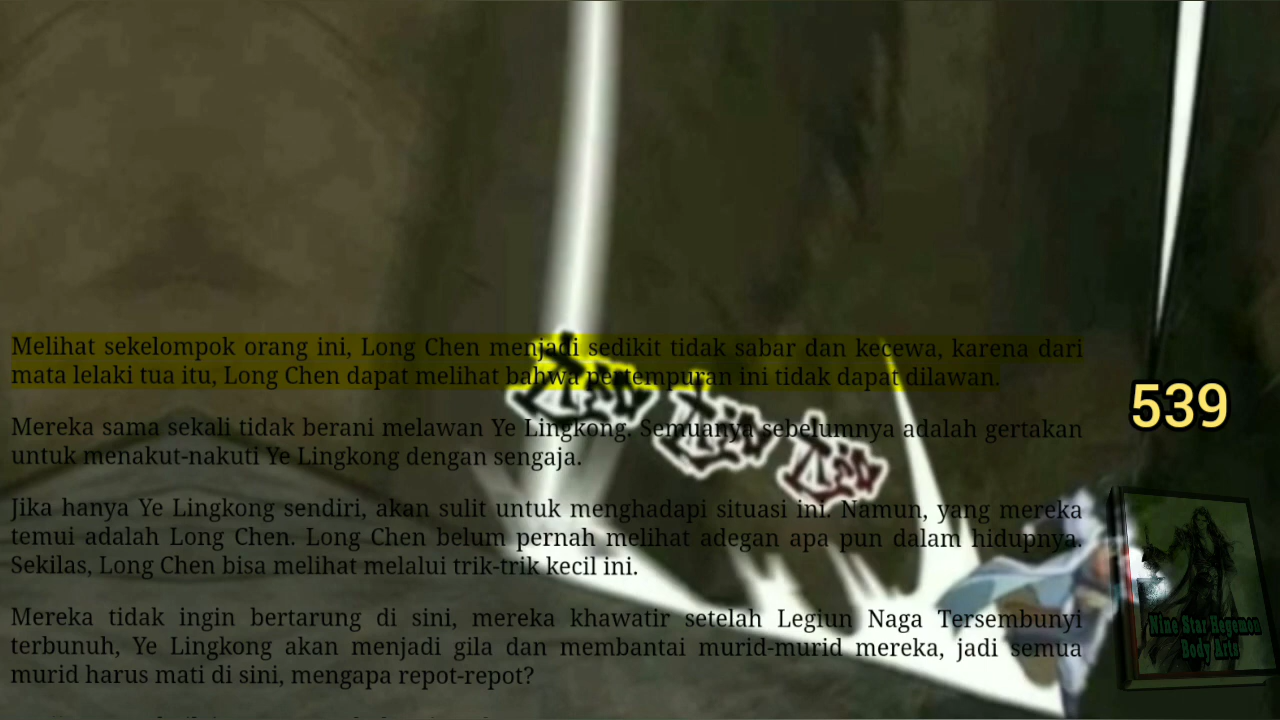 Melihat sekelompok orang ini, Long Chen menjadi sedikit tidak sabar dan kecewa, karena dari
mata lelaki tua itu, Long Chen dapat melihat bahwa pertempuran ini tidak dapat dilawan.
Mereka sama sekali tidak berani melawan Ye Lingkong. Semuanya sebelumnya adalah gertakan
untuk menakut-nakuti Ye Lingkong dengan sengaja.
Jika hanya Ye Lingkong sendiri, akan sulit untuk menghadapi situasi ini. Namun, yang mereka
temui adalah Long Chen. Long Chen belum pernah melihat adegan apa pun dalam hidupnya.
Sekilas, Long Chen bisa melihat melalui trik-trik kecil ini.
Mereka tidak ingin bertarung di sini, mereka khawatir setelah Legiun Naga Tersembunyi
terbunuh, Ye Lingkong akan menjadi gila dan membantai murid-murid mereka, jadi semua
murid harus mati di sini, mengapa repot-repot?
539
Nine Star Hegemon
Body Arts